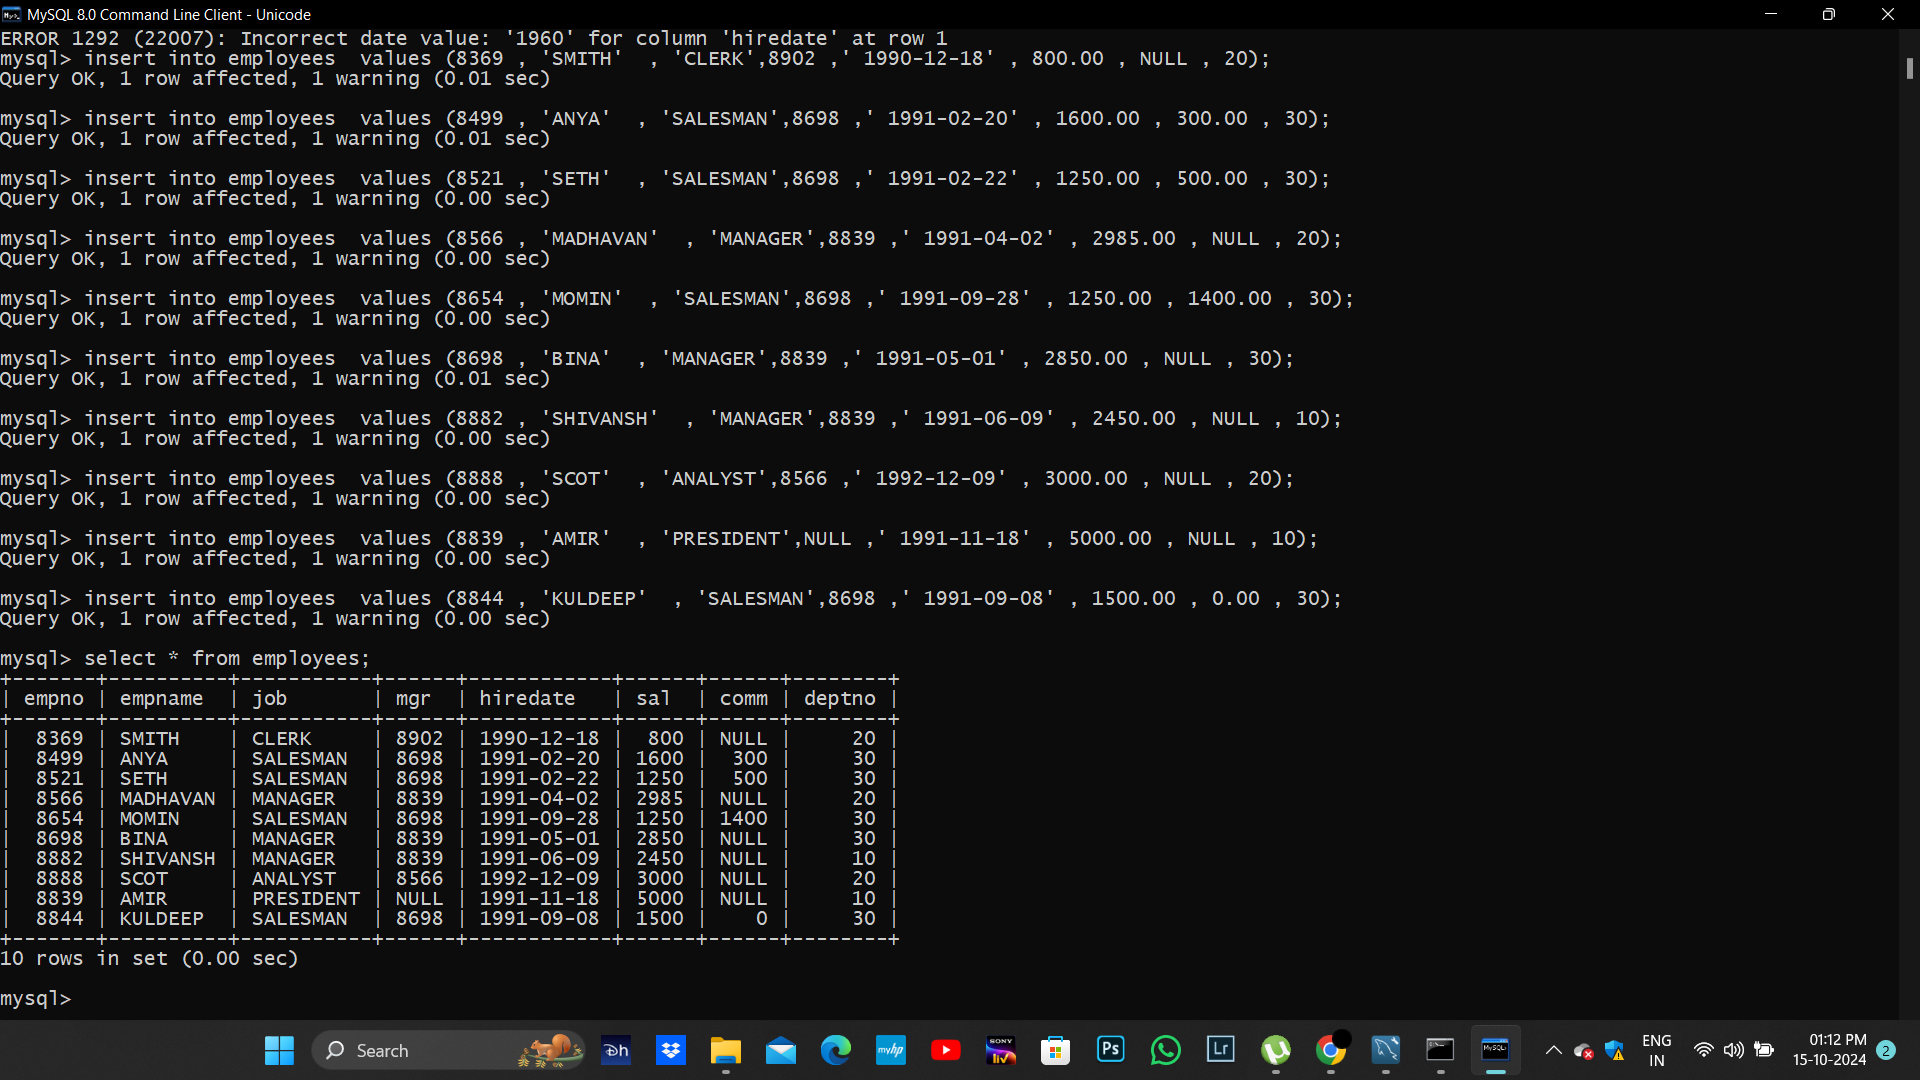 MySQL 8.0 Command Line Client - Unicode
ERROR 1292 (22007): Incorrect date value: '1960' for column 'hiredate' at row 1
mysql> insert into employees  values (8369 , 'SMITH'  , 'CLERK',8902 ,' 1990-12-18' , 800.00 , NULL , 20);
Query OK, 1 row affected, 1 warning (0.01 sec)
mysql> insert into employees  values (8499 , 'ANYA'  , 'SALESMAN',8698 ,' 1991-02-20' , 1600.00 , 300.00 , 30);
Query OK, 1 row affected, 1 warning (0.01 sec)
mysql> insert into employees  values (8521 , 'SETH'  , 'SALESMAN',8698 ,' 1991-02-22' , 1250.00 , 500.00 , 30);
Query OK, 1 row affected, 1 warning (0.00 sec)
mysql> insert into employees  values (8566 , 'MADHAVAN'  , 'MANAGER',8839 ,' 1991-04-02' , 2985.00 , NULL , 20);
Query OK, 1 row affected, 1 warning (0.00 sec)
mysql> insert into employees  values (8654 , 'MOMIN'  , 'SALESMAN',8698 ,' 1991-09-28' , 1250.00 , 1400.00 , 30);
Query OK, 1 row affected, 1 warning (0.00 sec)
mysql> insert into employees  values (8698 , 'BINA'  , 'MANAGER',8839 ,' 1991-05-01' , 2850.00 , NULL , 30);
Query OK, 1 row affected, 1 warning (0.01 sec)
mysql> insert into employees  values (8882 , 'SHIVANSH'  , 'MANAGER',8839 ,' 1991-06-09' , 2450.00 , NULL , 10);
Query OK, 1 row affected, 1 warning (0.00 sec)
mysql> insert into employees  values (8888 , 'SCOT'  , 'ANALYST',8566 ,' 1992-12-09' , 3000.00 , NULL , 20);
Query OK, 1 row affected, 1 warning (0.00 sec)
mysql> insert into employees  values (8839 , 'AMIR'  , 'PRESIDENT',NULL ,' 1991-11-18' , 5000.00 , NULL , 10);
Query OK, 1 row affected, 1 warning (0.00 sec)
mysql> insert into employees  values (8844 , 'KULDEEP'  , 'SALESMAN',8698 ,' 1991-09-08' , 1500.00 , 0.00 , 30);
Query OK, 1 row affected, 1 warning (0.00 sec)
mysql> select * from employees;
+-------+----------+-----------+------+------------+------+------+--------+
| empno | empname  | job       | mgr  | hiredate   | sal  | comm | deptno |
+-------+----------+-----------+------+------------+------+------+--------+
|  8369 | SMITH    | CLERK     | 8902 | 1990-12-18 |  800 | NULL |     20 |
|  8499 | ANYA     | SALESMAN  | 8698 | 1991-02-20 | 1600 |  300 |     30 |
|  8521 | SETH     | SALESMAN  | 8698 | 1991-02-22 | 1250 |  500 |     30 |
|  8566 | MADHAVAN | MANAGER   | 8839 | 1991-04-02 | 2985 | NULL |     20 |
|  8654 | MOMIN    | SALESMAN  | 8698 | 1991-09-28 | 1250 | 1400 |     30 |
|  8698 | BINA     | MANAGER   | 8839 | 1991-05-01 | 2850 | NULL |     30 |
|  8882 | SHIVANSH | MANAGER   | 8839 | 1991-06-09 | 2450 | NULL |     10 |
|  8888 | SCOT     | ANALYST   | 8566 | 1992-12-09 | 3000 | NULL |     20 |
|  8839 | AMIR     | PRESIDENT | NULL | 1991-11-18 | 5000 | NULL |     10 |
|  8844 | KULDEEP  | SALESMAN  | 8698 | 1991-09-08 | 1500 |    0 |     30 |
+-------+----------+-----------+------+------------+------+------+--------+
10 rows in set (0.00 sec)
mysql>
Search
Dh
myhp
SONY
liv
Ps
Lr
MySQL
ENG
IN
01:12 PM
15-10-2024
2